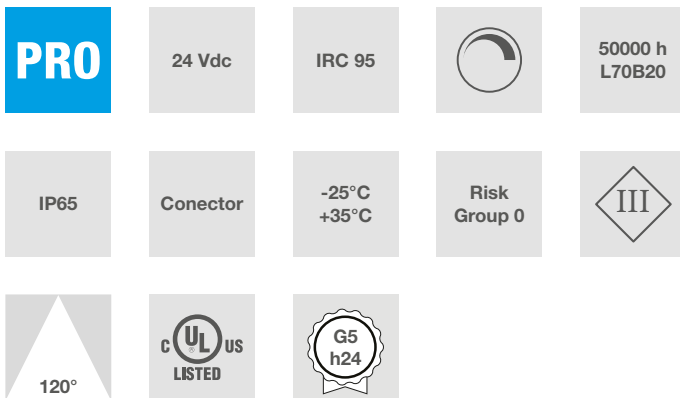 PRO
24 Vdc
IRC 95
50000 h
L70B20
IP65
Conector
-25°C
+35°C
Risk
Group 0
III
120°
C UL US
®
LISTED
G5
h24